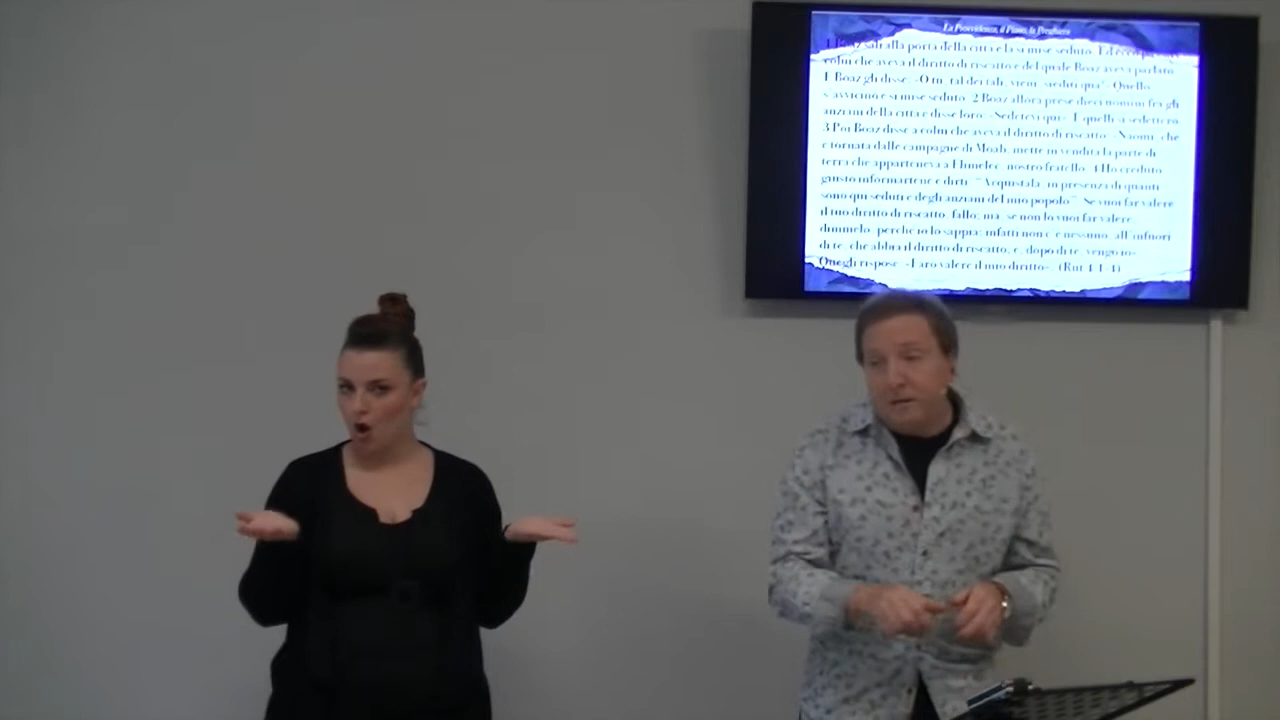 La Provvidenza, il Piano, la Preghiera
1 Boaz salì alla porta della città e là si mise seduto. Ed ecco
colui che aveva il diritto di riscatto e del quale Boaz aveva parlato.
E Boaz gli disse: «O tu, tal dei tali, vieni, siediti qua!» Quello
s'avvicinò e si mise seduto. 2 Boaz allora prese dieci uomini fra gli
anziani della città e disse loro: «Sedetevi qui». E quelli si sedettero.
3 Poi Boaz disse a colui che aveva il diritto di riscatto: «Naomi, che
è tornata dalle campagne di Moab, mette in vendita la parte di
terra che apparteneva a Elimelec, nostro fratello. 4 Ho creduto
giusto informartene e dirti: "Acquistala in presenza di quanti
sono qui seduti e degli anziani del mio popolo". Se vuoi far valere
il tuo diritto di riscatto, fallo; ma, se non lo vuoi far valere,
dimmelo, perché io lo sappia; infatti non c'è nessuno, all'infuori
di te, che abbia il diritto di riscatto, e, dopo di te, vengo io».
Quegli rispose: «Farò valere il mio diritto». (Rut 4:1-4)